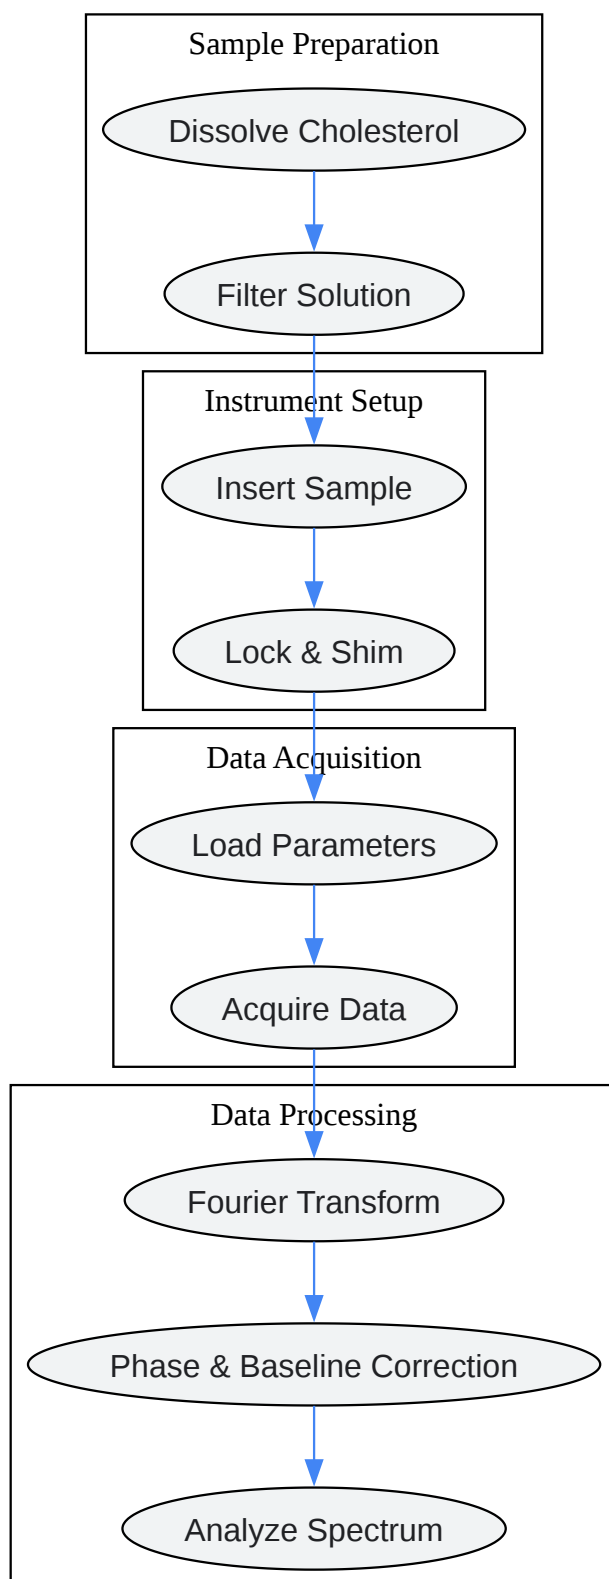 Sample Preparation
Dissolve Cholesterol
Filter Solution
Instrument Setup
Insert Sample
Lock & Shim
Data Acquisition
Load Parameters
Acquire Data
Data Processing
Fourier Transform
Phase & Baseline Correction
Analyze Spectrum